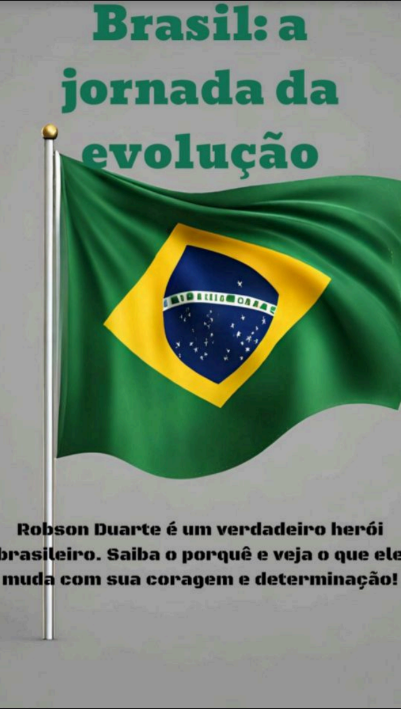 Brasil: a
jornada da
evolução
Robson Duarte é um verdadeiro herói
brasileiro. Saiba o porquê e veja o que ele
muda com sua coragem e determinação!